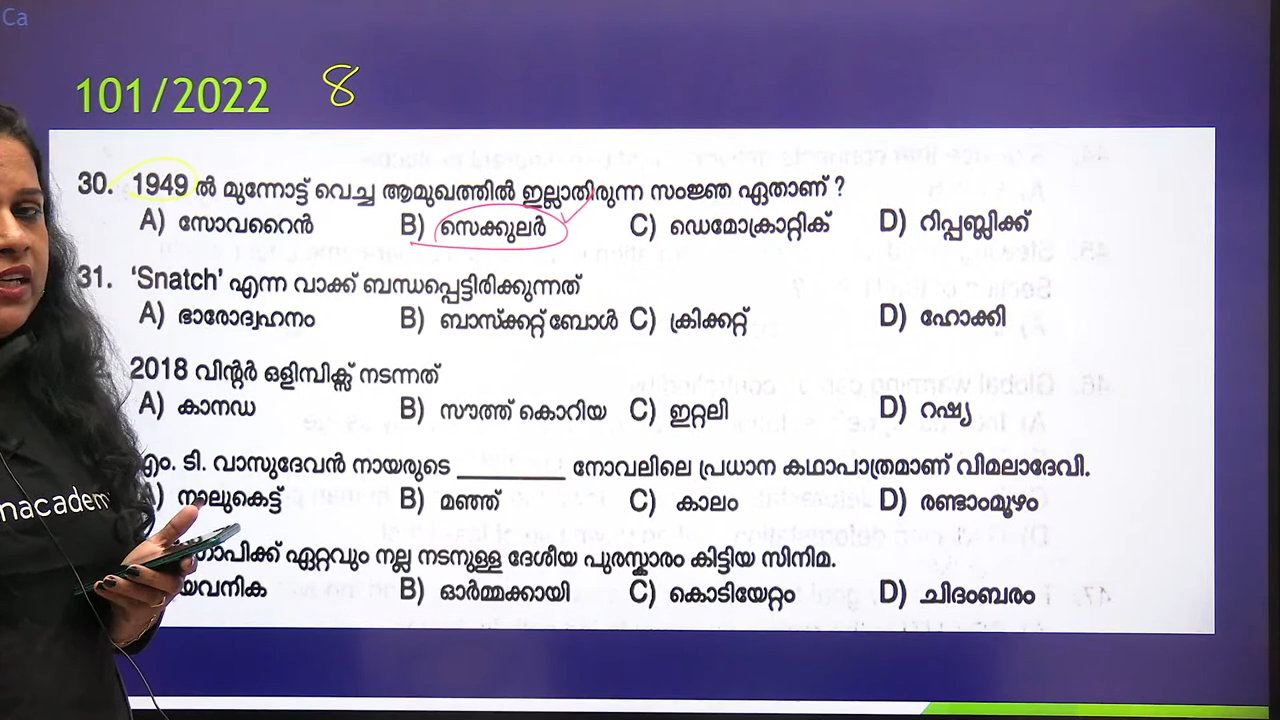 Ca
101/2022 8
30. 1949 ൽ മുന്നോട്ട് വെച്ച ആമുഖത്തിൽ ഇല്ലാതിരുന്ന സംജ്ഞ ഏതാണ് ?
A) സോവറൈൻ B) സെക്കുലർ C) ഡെമോക്രാറ്റിക് D) റിപ്പബ്ലിക്ക്
31. ‘Snatch’ എന്ന വാക്ക് ബന്ധപ്പെട്ടിരിക്കുന്നത്
A) ഭാരോദ്വഹനം B) ബാസ്ക്കറ്റ് ബോൾ C) ക്രിക്കറ്റ് D) ഹോക്കി
2018 വിന്റർ ഒളിമ്പിക്സ് നടന്നത്
A) കാനഡ B) സൗത്ത് കൊറിയ C) ഇറ്റലി D) റഷ്യ
എം. ടി. വാസുദേവൻ നായരുടെ ________ നോവലിലെ പ്രധാന കഥാപാത്രമാണ് വിമലാദേവി.
നാലുകെട്ട് B) മഞ്ഞ് C) കാലം D) രണ്ടാംമൂഴം
ഏറ്റവും നല്ല നടനുള്ള ദേശീയ പുരസ്കാരം കിട്ടിയ സിനിമ.
യവനിക B) ഓർമ്മക്കായി C) കൊടിയേറ്റം D) ചിദംബരം
nacadem